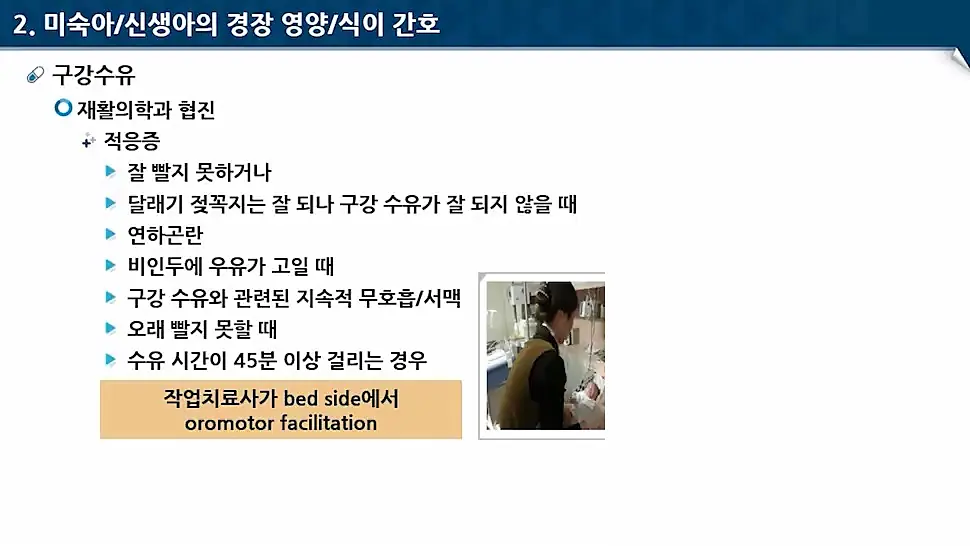 2. 미숙아/신생아의 경장 영양/식이 간호
구강수유
재활의학과 협진
적응증
잘 빨지 못하거나
달래기 젖꼭지는 잘 되나 구강 수유가 잘 되지 않을 때
연하곤란
비인두에 우유가 고일 때
구강 수유와 관련된 지속적 무호흡/서맥
오래 빨지 못할 때
수유 시간이 45분 이상 걸리는 경우
작업치료사가 bed side에서
oromotor facilitation